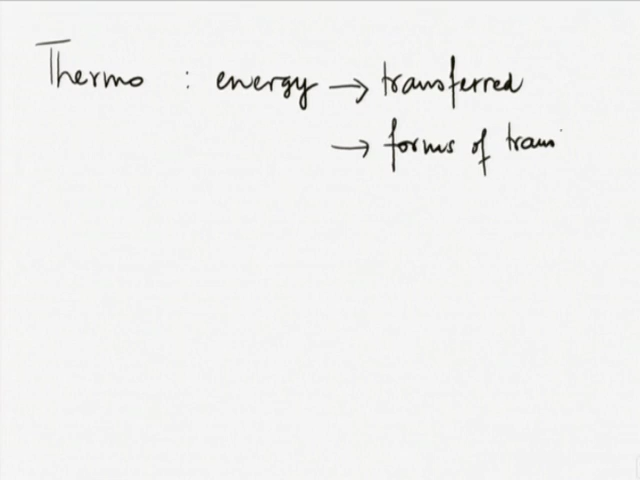 Thermo : energy → transferred
→ forms of tran